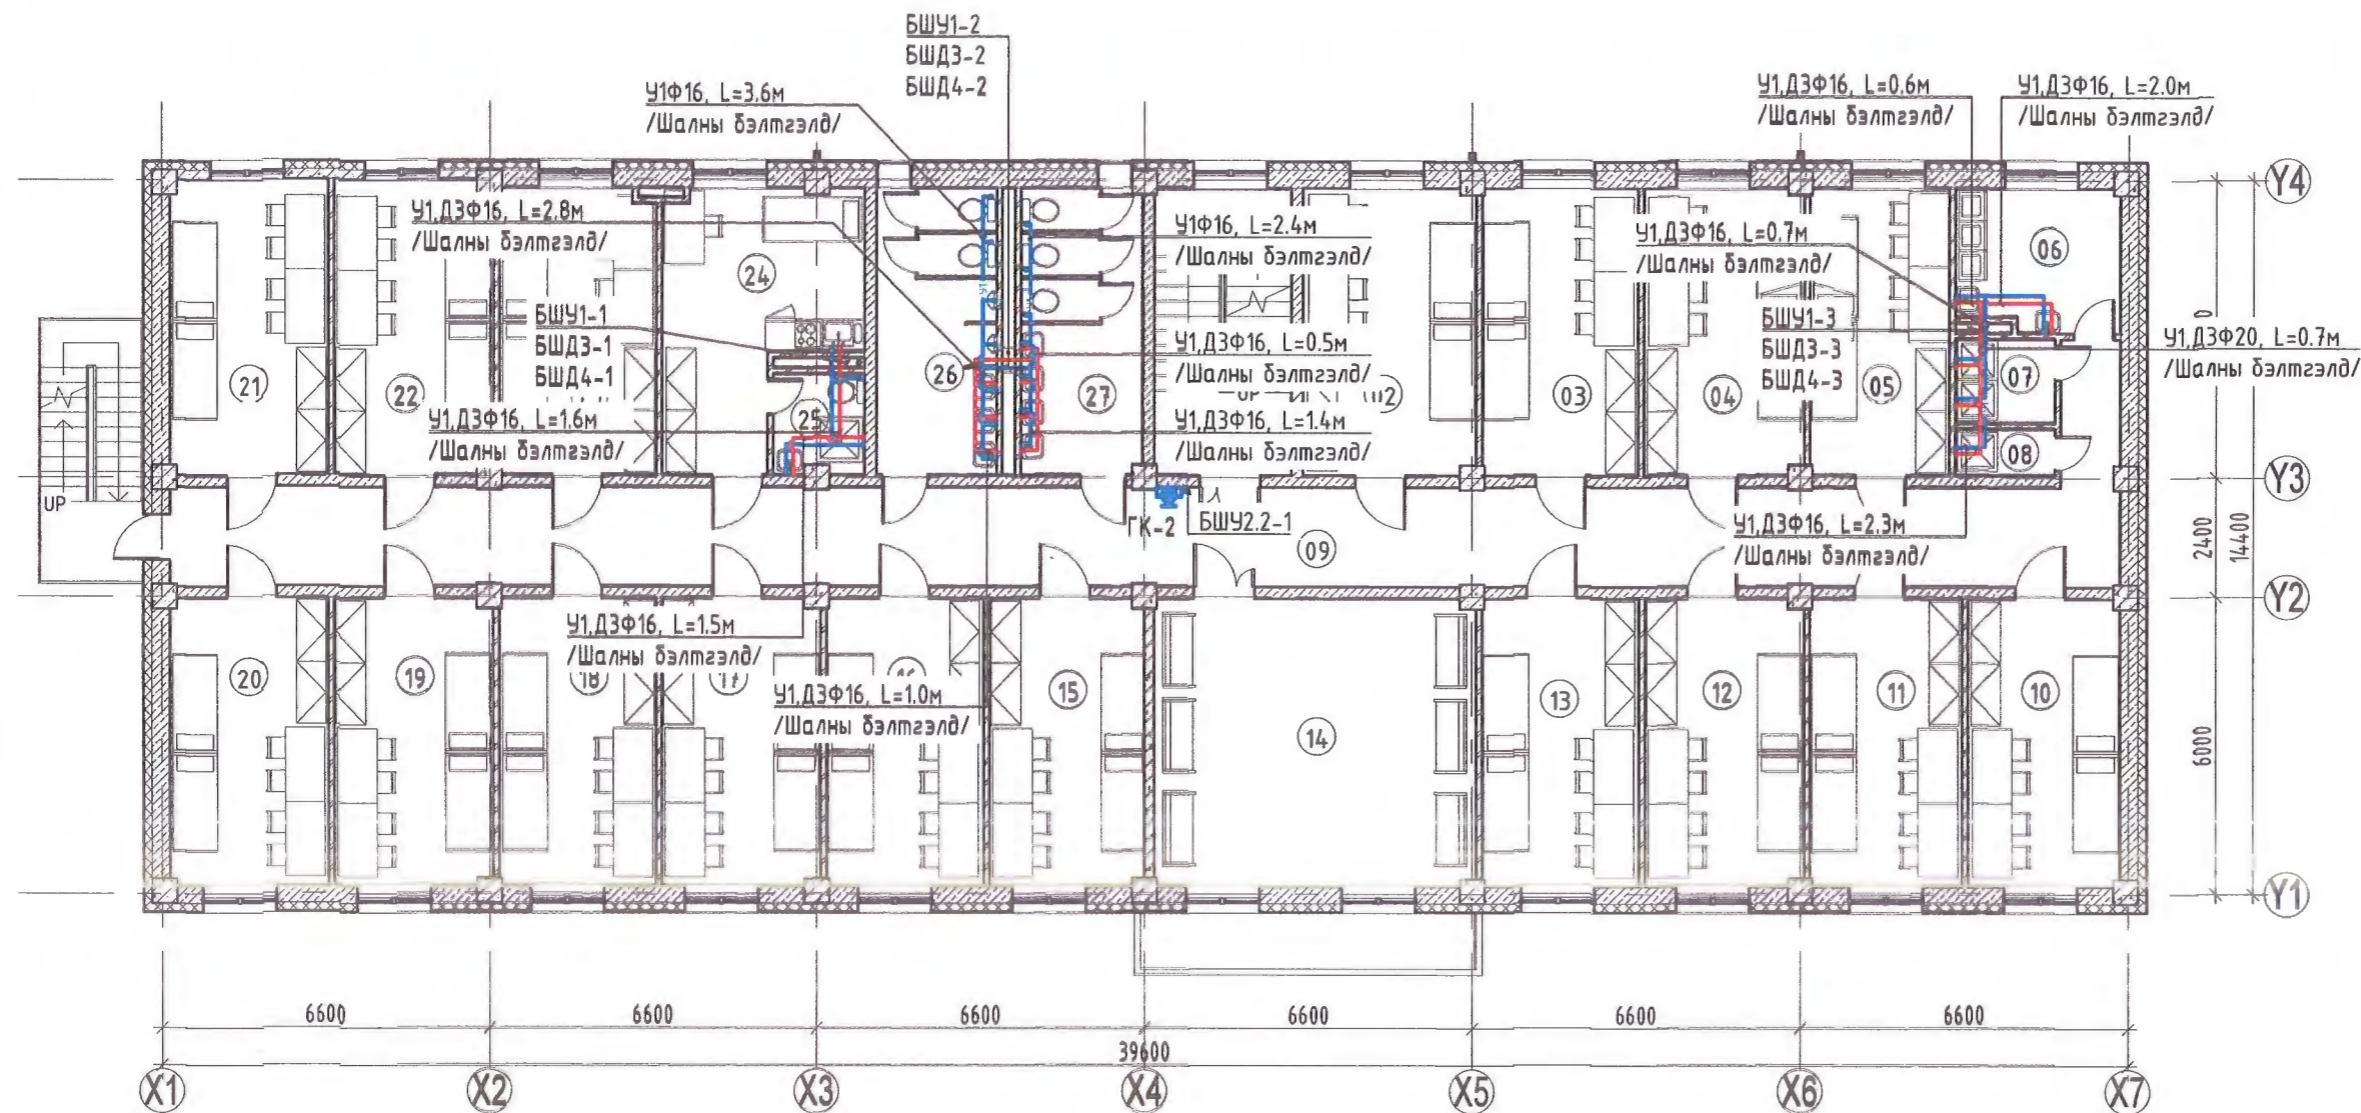 БШУ1-2
БШД3-2
БШД4-2
У1Ф16, L=3.6м
/Шалны бэлтгэлд/
У1,Д3Ф16, L=0.6м
/Шалны бэлтгэлд/
У1,Д3Ф16, L=2.0м
/Шалны бэлтгэлд/
Y4
У1,Д3Ф16, L=2.8м
/Шалны бэлтгэлд/
У1Ф16, L=2.4м
/Шалны бэлтгэлд/
У1,Д3Ф16, L=0.7м
/Шалны бэлтгэлд/
06
24
БШУ1-1
БШД3-1
БШД4-1
БШУ1-3
БШД3-3
БШД4-3
У1,Д3Ф16, L=0.5м
/Шалны бэлтгэлд/
У1,Д3Ф20, L=0.7м
/Шалны бэлтгэлд/
21
22
26
27
03
04
05
07
У1,Д3Ф16, L=1.6м
/Шалны бэлтгэлд/
25
У1,Д3Ф16, L=1.4м
/Шалны бэлтгэлд/
08
Y3
UP
ГК-2
БШУ2.2-1
09
У1,Д3Ф16, L=2.3м
/Шалны бэлтгэлд/
2400
14400
Y2
У1,Д3Ф16, L=1.5м
/Шалны бэлтгэлд/
20
19
18
17
У1,Д3Ф16, L=1.0м
/Шалны бэлтгэлд/
15
14
13
12
11
10
6000
Y1
6600
6600
6600
6600
6600
6600
39600
X1
X2
X3
X4
X5
X6
X7